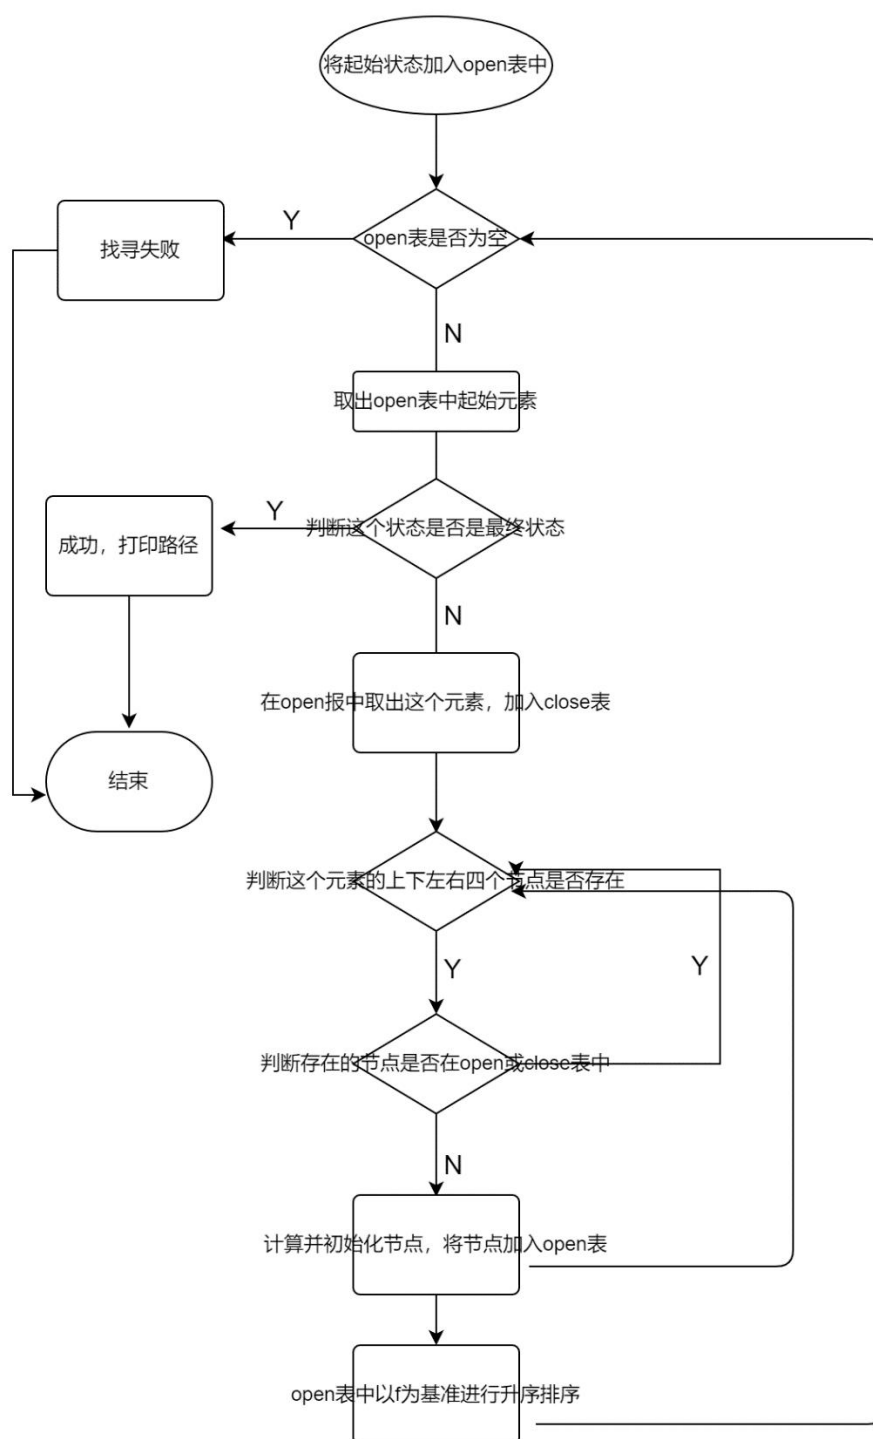 将起始状态加入open表中
open表是否为空
Y
找寻失败
N
取出open表中起始元素
判断这个状态是否是最终状态
Y
成功，打印路径
N
在open报中取出这个元素，加入close表
结束
判断这个元素的上下左右四个节点是否存在
Y
Y
判断存在的节点是否在open或close表中
N
计算并初始化节点，将节点加入open表
open表中以f为基准进行升序排序